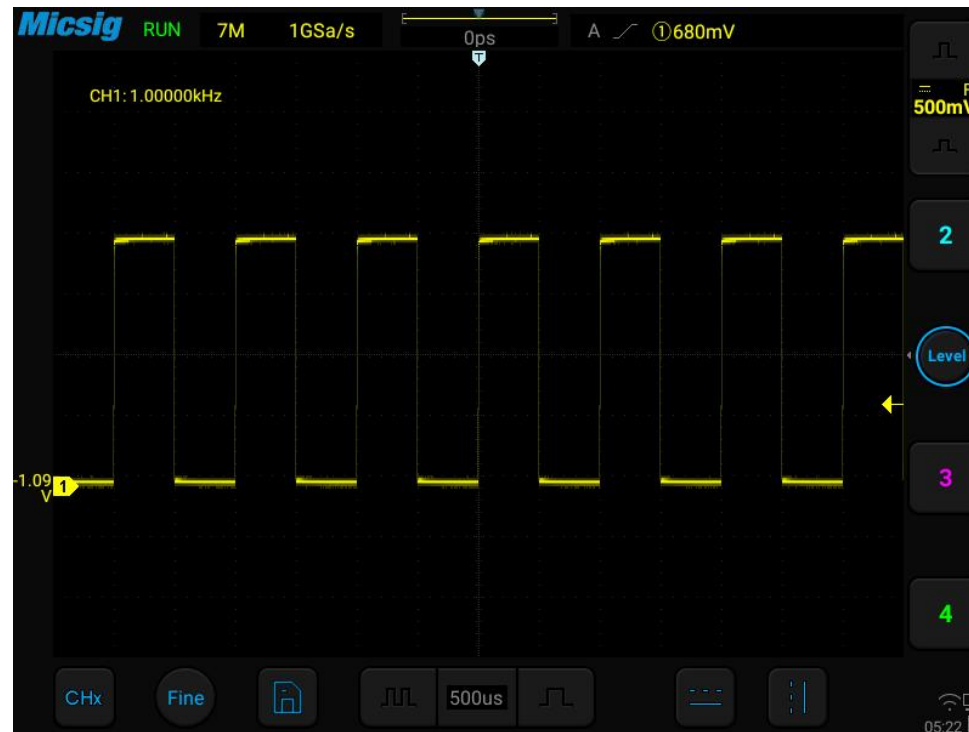 Micsig RUN 7M 1GSa/s 0ps A ①680mV
T
CH1:1.00000kHz
500mV
2
Level
-1.09
V
1
3
4
CHx Fine 500us
05:22